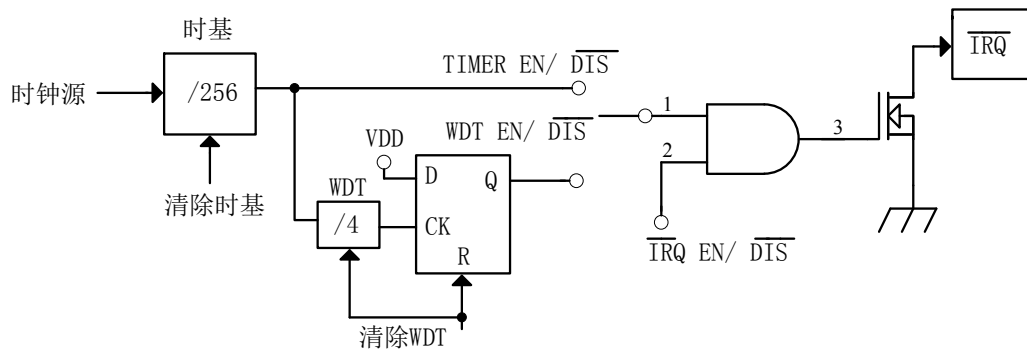 时基
IRQ
TIMER EN/ DIS
时钟源
/256
1
WDT EN/ DIS
3
VDD
2
D
Q
清除时基
WDT
/4
CK
IRQ EN/ DIS
R
清除WDT